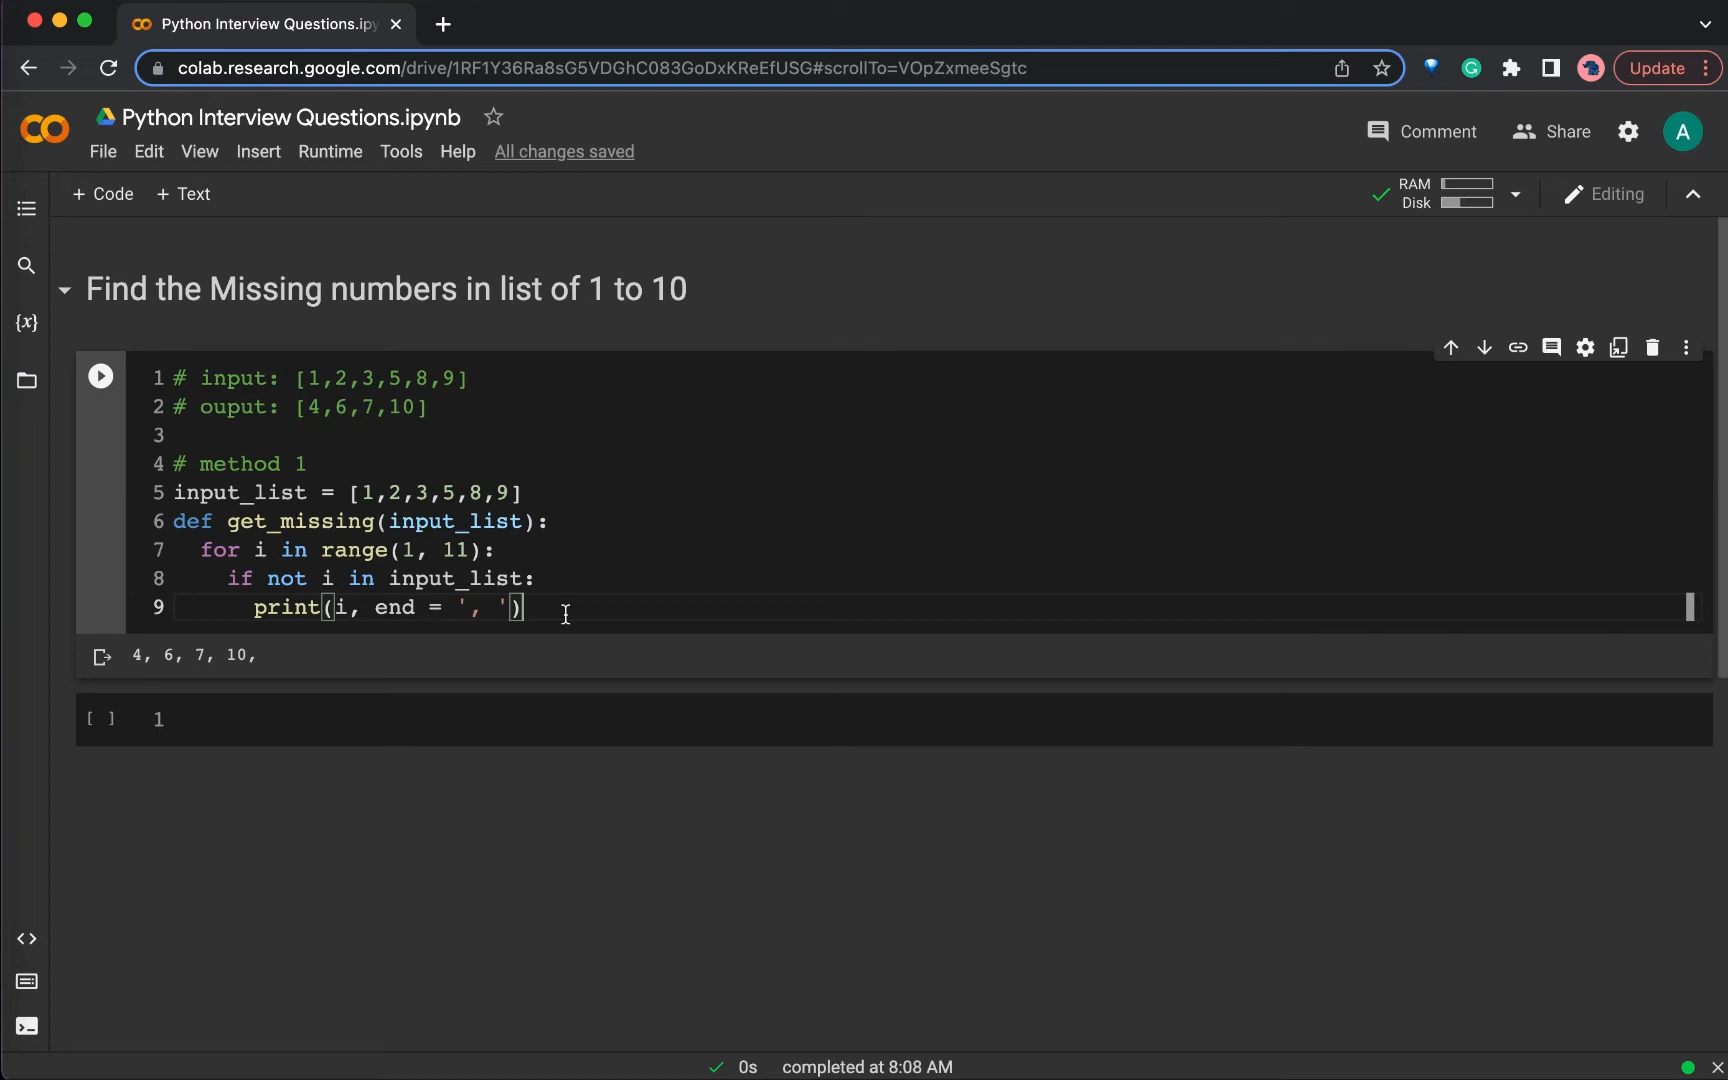 Python Interview Questions.ipy
colab.research.google.com/drive/1RF1Y36Ra8sG5VDGhC083GoDxKReEfUSG#scrollTo=VOpZxmeeSgtc
Update
Python Interview Questions.ipynb
Comment
Share
A
File Edit View Insert Runtime Tools Help All changes saved
+ Code + Text
RAM
Disk
Editing
Find the Missing numbers in list of 1 to 10
{x}
1 # input: [1,2,3,5,8,9]
2 # ouput: [4,6,7,10]
3
4 # method 1
5 input_list = [1,2,3,5,8,9]
6 def get_missing(input_list):
7 for i in range(1, 11):
8 if not i in input_list:
9 print(i, end = ', ')
4, 6, 7, 10,
[ ] 1
0s completed at 8:08 AM